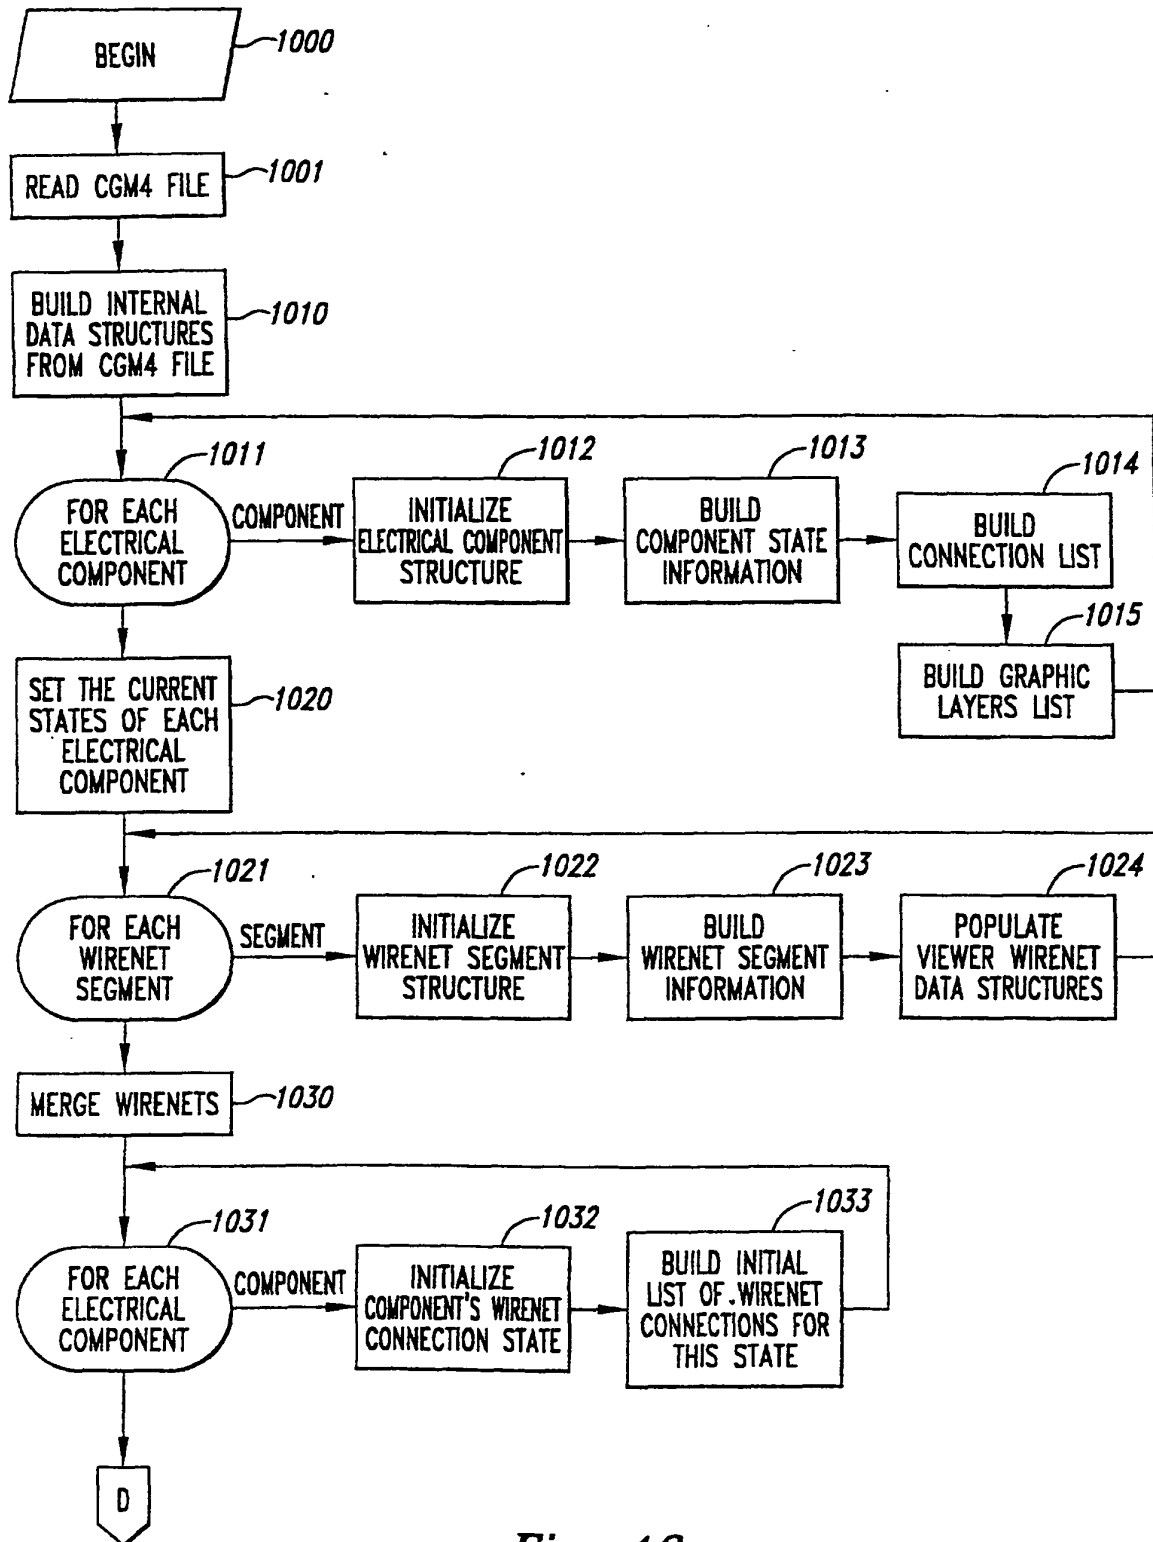 BEGIN
1000
READ CGM4 FILE
1001
BUILD INTERNAL
DATA STRUCTURES
FROM CGM4 FILE
1010
FOR EACH
ELECTRICAL
COMPONENT
1011
COMPONENT
INITIALIZE
ELECTRICAL COMPONENT
STRUCTURE
1012
BUILD
COMPONENT STATE
INFORMATION
1013
BUILD
CONNECTION LIST
1014
BUILD GRAPHIC
LAYERS LIST
1015
SET THE CURRENT
STATES OF EACH
ELECTRICAL
COMPONENT
1020
FOR EACH
WIRENET
SEGMENT
1021
SEGMENT
INITIALIZE
WIRENET SEGMENT
STRUCTURE
1022
BUILD
WIRENET SEGMENT
INFORMATION
1023
POPULATE
VIEWER WIRENET
DATA STRUCTURES
1024
MERGE WIRENETS
1030
FOR EACH
ELECTRICAL
COMPONENT
1031
COMPONENT
INITIALIZE
COMPONENT'S WIRENET
CONNECTION STATE
1032
BUILD INITIAL
LIST OF WIRENET
CONNECTIONS FOR
THIS STATE
1033
D